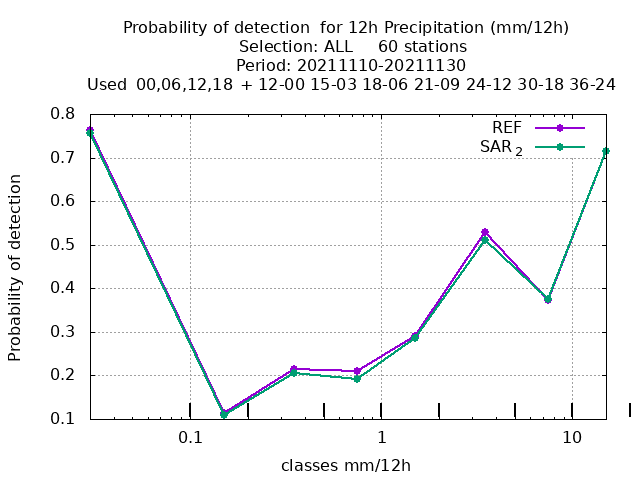 Probability of detection  for 12h Precipitation (mm/12h)
Selection: ALL     60 stations
Period: 20211110-20211130
Used  00,06,12,18  + 12-00 15-03 18-06 21-09 24-12 30-18 36-24
REF
SAR 2
0.8
0.7
0.6
0.5
0.4
0.3
0.2
0.1
Probability of detection
0.1
1
10
classes mm/12h